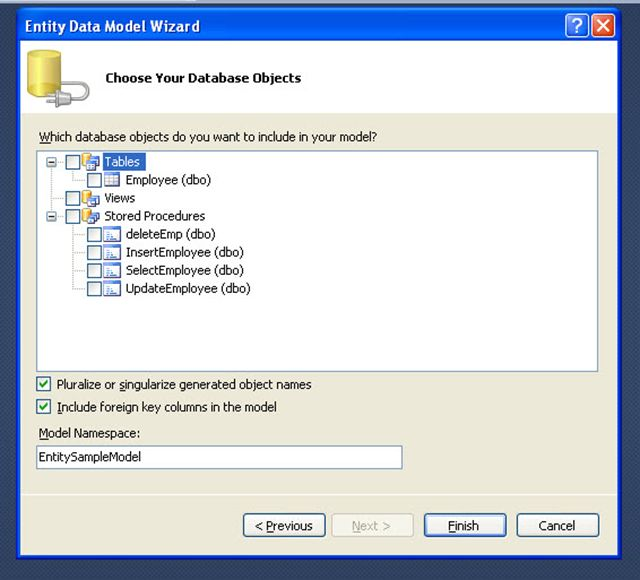 Entity Data Model Wizard
Choose Your Database Objects
Which database objects do you want to include in your model?
Tables
Employee (dbo)
Views
Stored Procedures
deleteEmp (dbo)
InsertEmployee (dbo)
SelectEmployee (dbo)
UpdateEmployee (dbo)
Pluralize or singularize generated object names
Include foreign key columns in the model
Model Namespace:
EntitySampleModel
< Previous Next > Finish Cancel